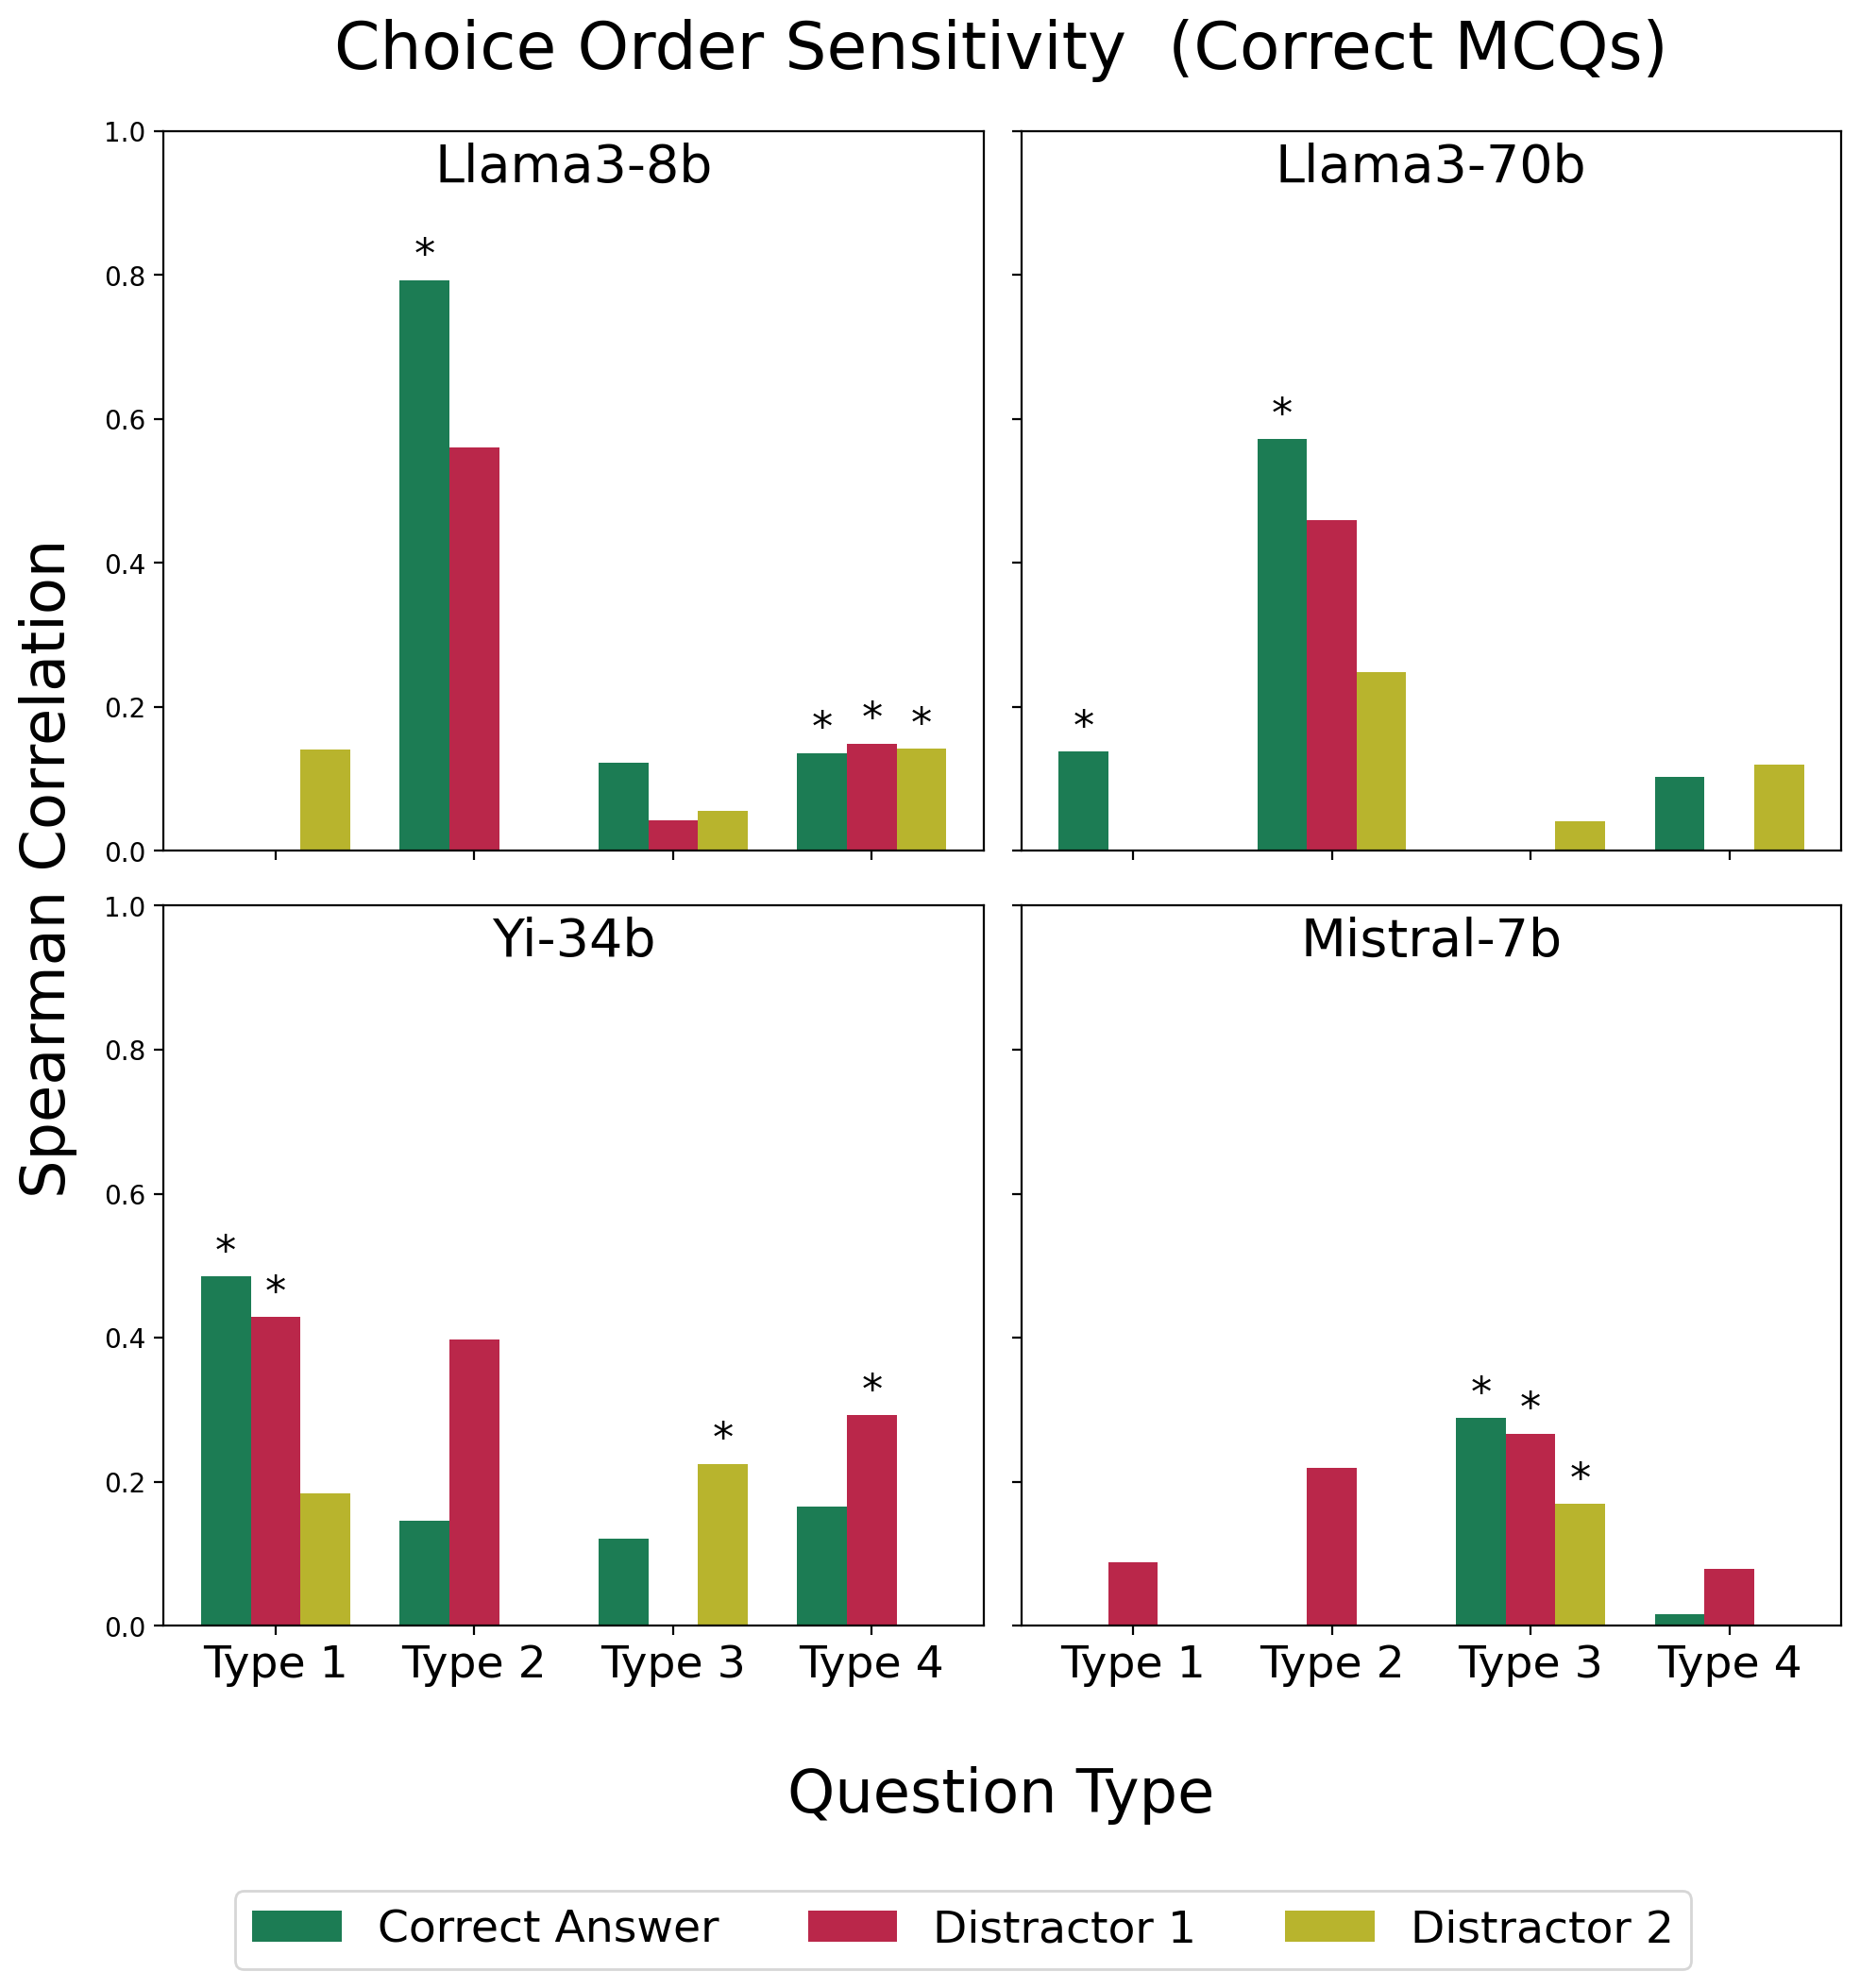 Choice Order Sensitivity (Correct MCQs)
Llama3-8b
Llama3-70b
*
*
*
*
*
*
1.0
0.8
0.6
0.4
0.2
0.0
Spearman Correlation
Yi-34b
Mistral-7b
*
*
*
*
*
*
*
1.0
0.8
0.6
0.4
0.2
0.0
Type 1 Type 2 Type 3 Type 4
Type 1 Type 2 Type 3 Type 4
Question Type
Correct Answer Distractor 1 Distractor 2